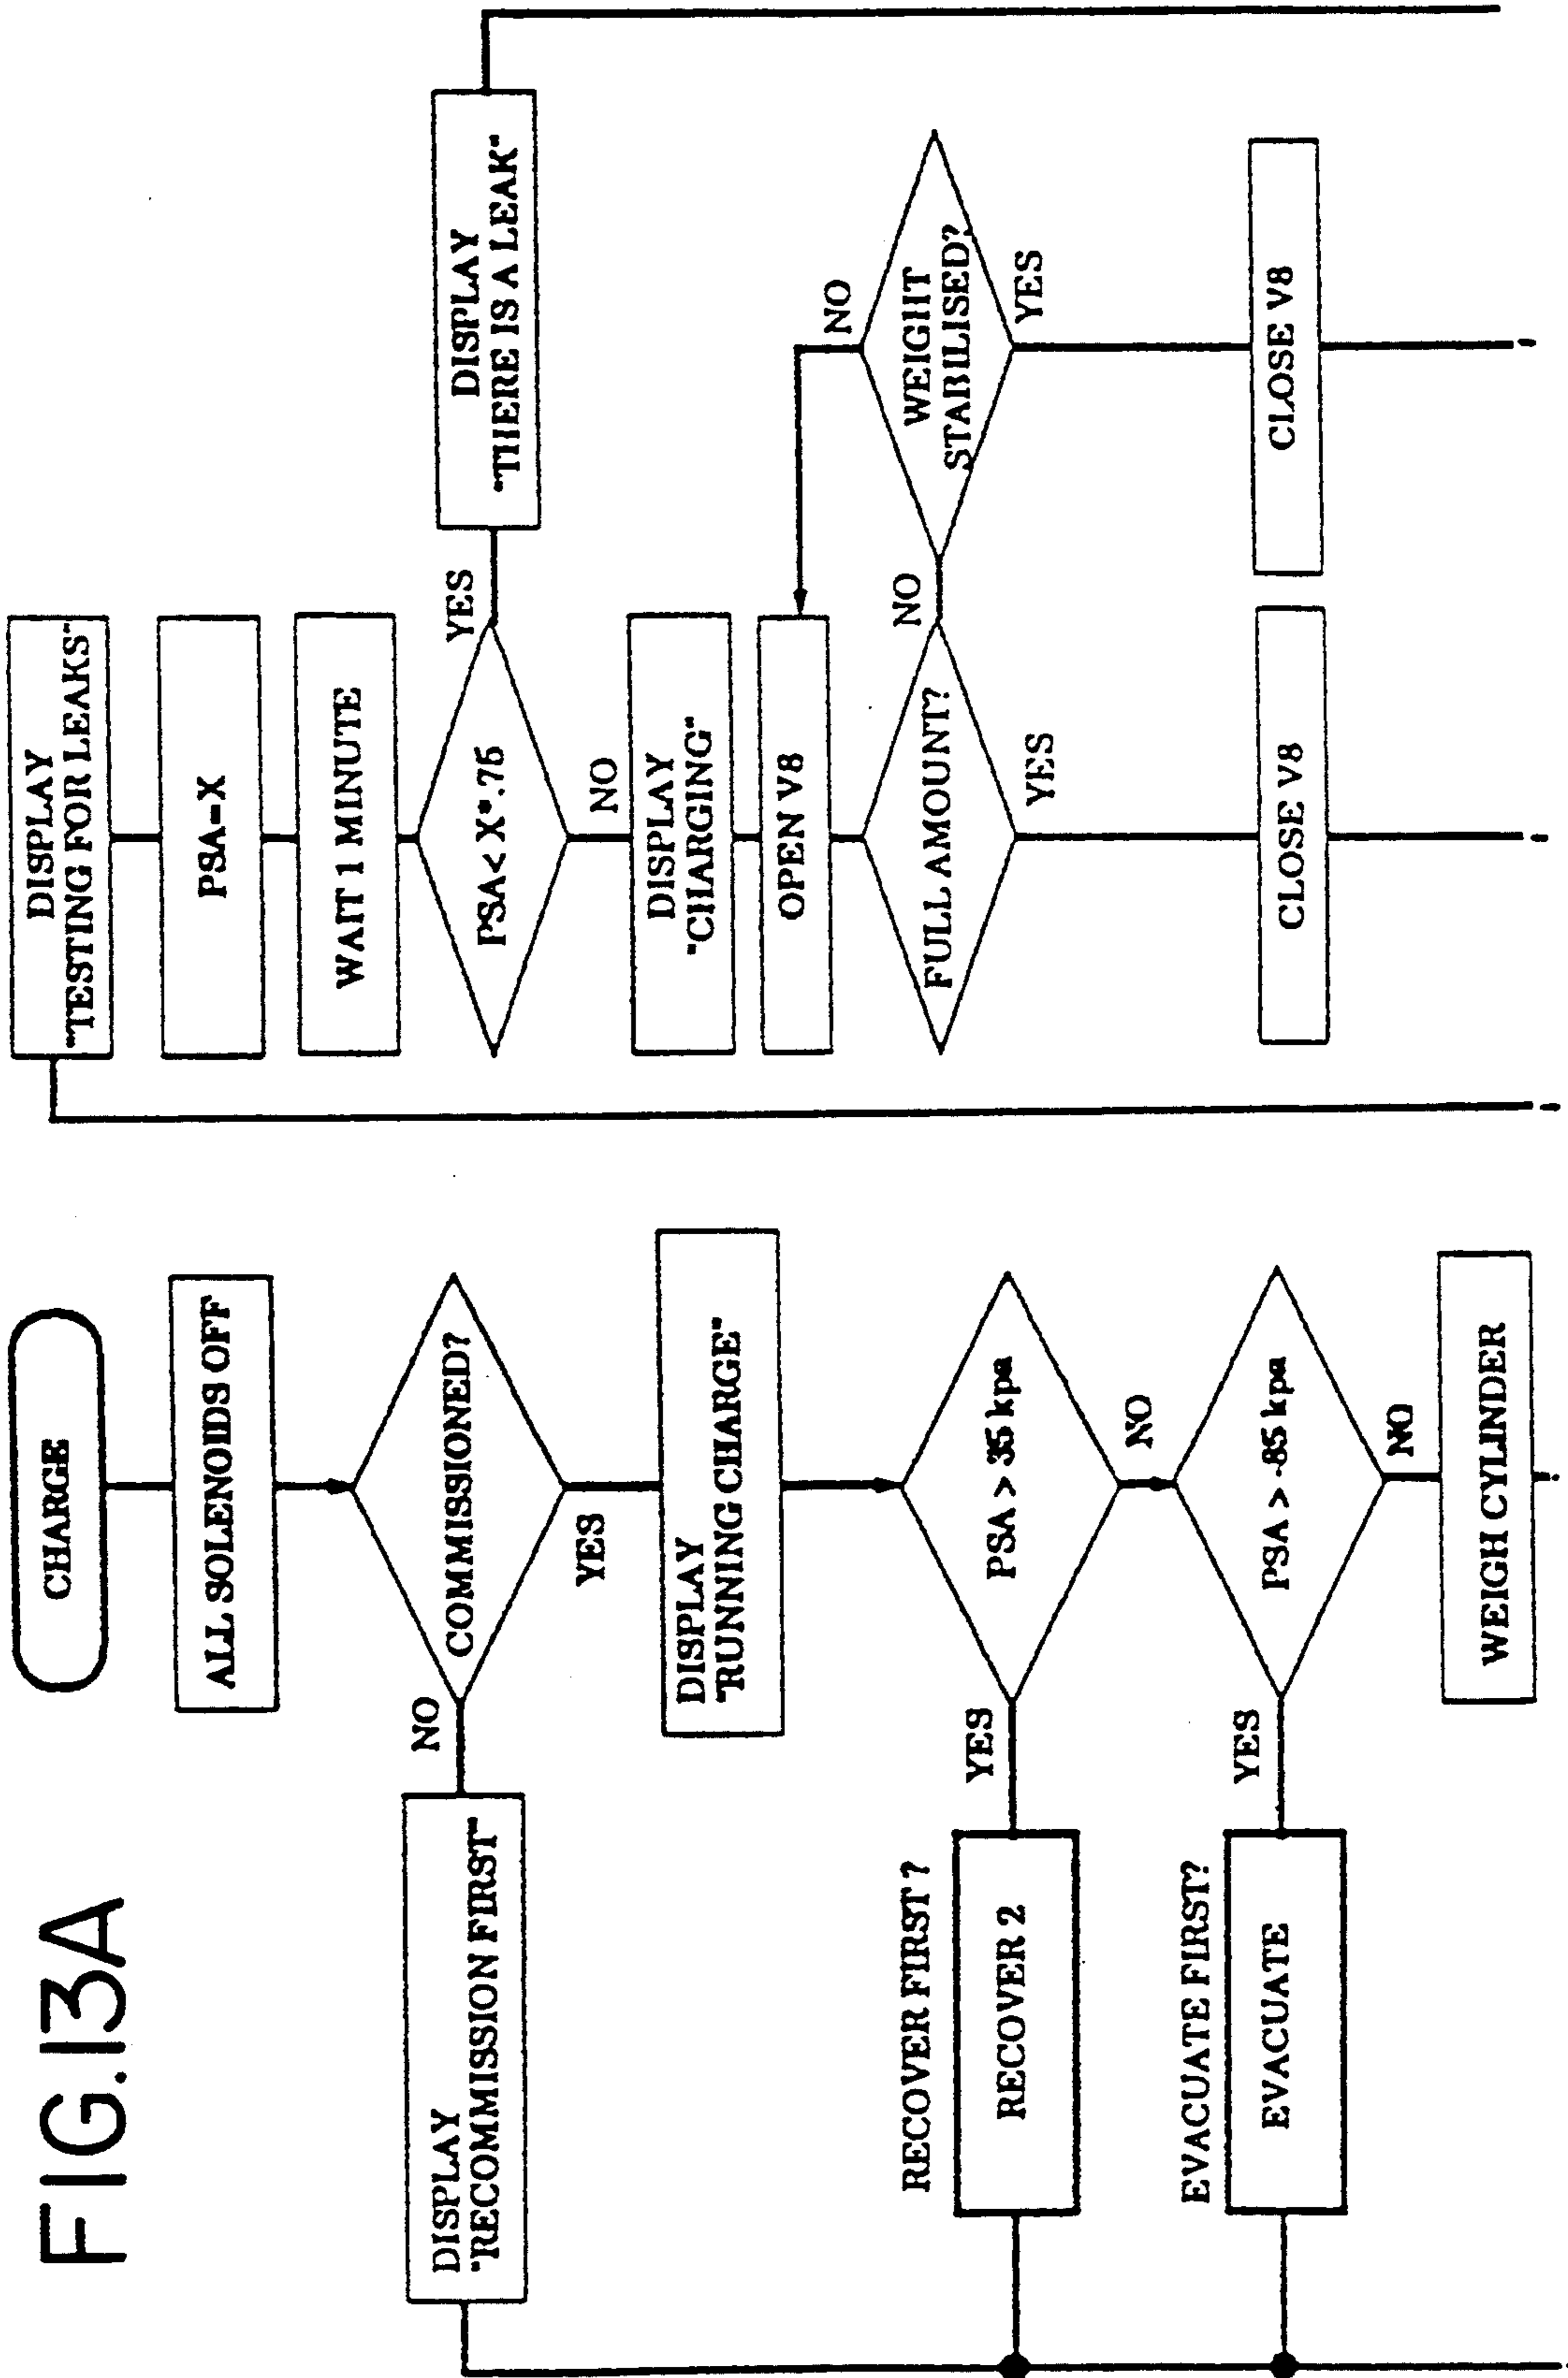 FIG.13A
CHARGE
ALL SOLENOIDS OFF
COMMISSIONED?
NO
YES
DISPLAY
"RECOMMISSION FIRST"
DISPLAY
"RUNNING CHARGE"
PSA > 35 kpa
YES
NO
RECOVER FIRST?
RECOVER 2
PSA > -85 kpa
YES
NO
EVACUATE FIRST?
EVACUATE
WEIGH CYLINDER
DISPLAY
"TESTING FOR LEAKS"
PSA=X
WAIT 1 MINUTE
PSA< X*.75
YES
NO
DISPLAY
"THERE IS A LEAK"
DISPLAY
"CHARGING"
OPEN V8
FULL AMOUNT?
NO
YES
WEIGHT
STABILISED?
NO
YES
CLOSE V8
CLOSE V8